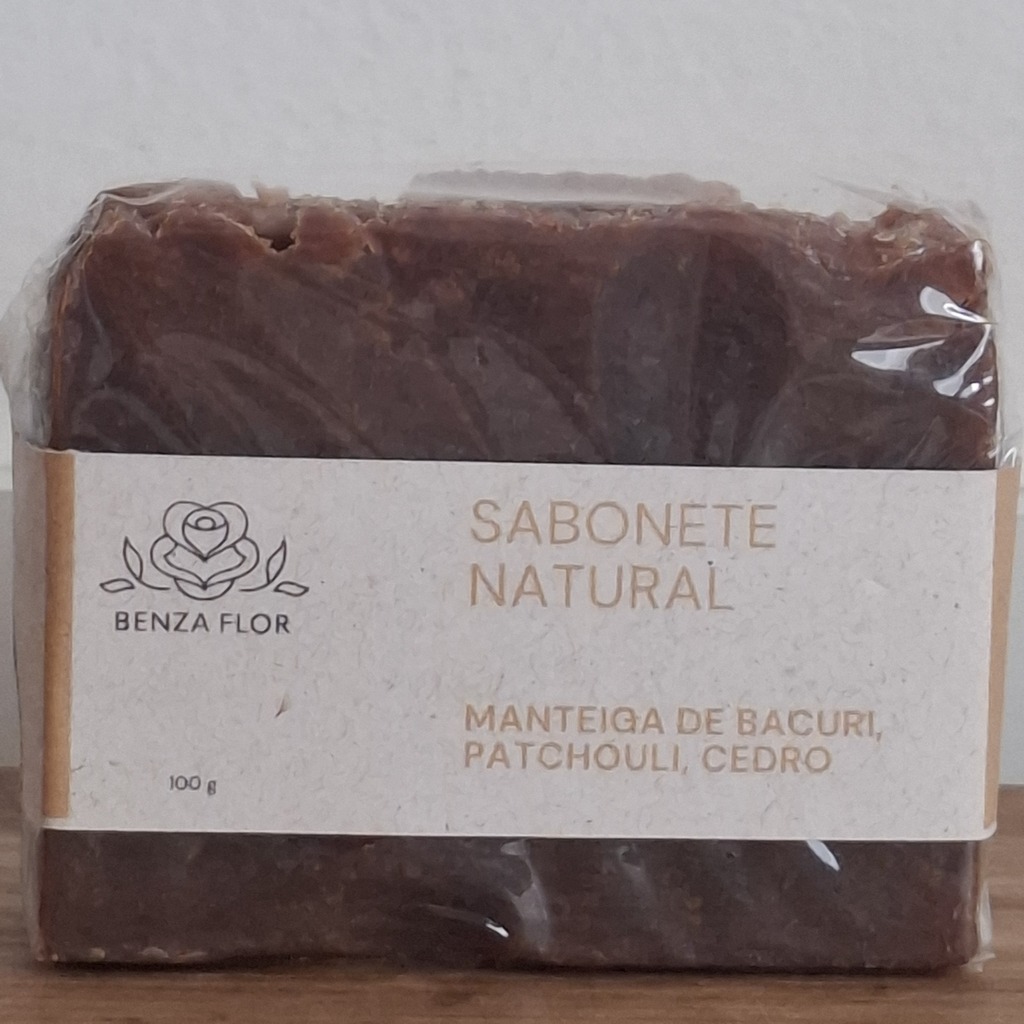 SABONETE
NATURAL
BENZA FLOR
MANTEIGA DE BACURI,
PATCHOULI, CEDRO
100 g